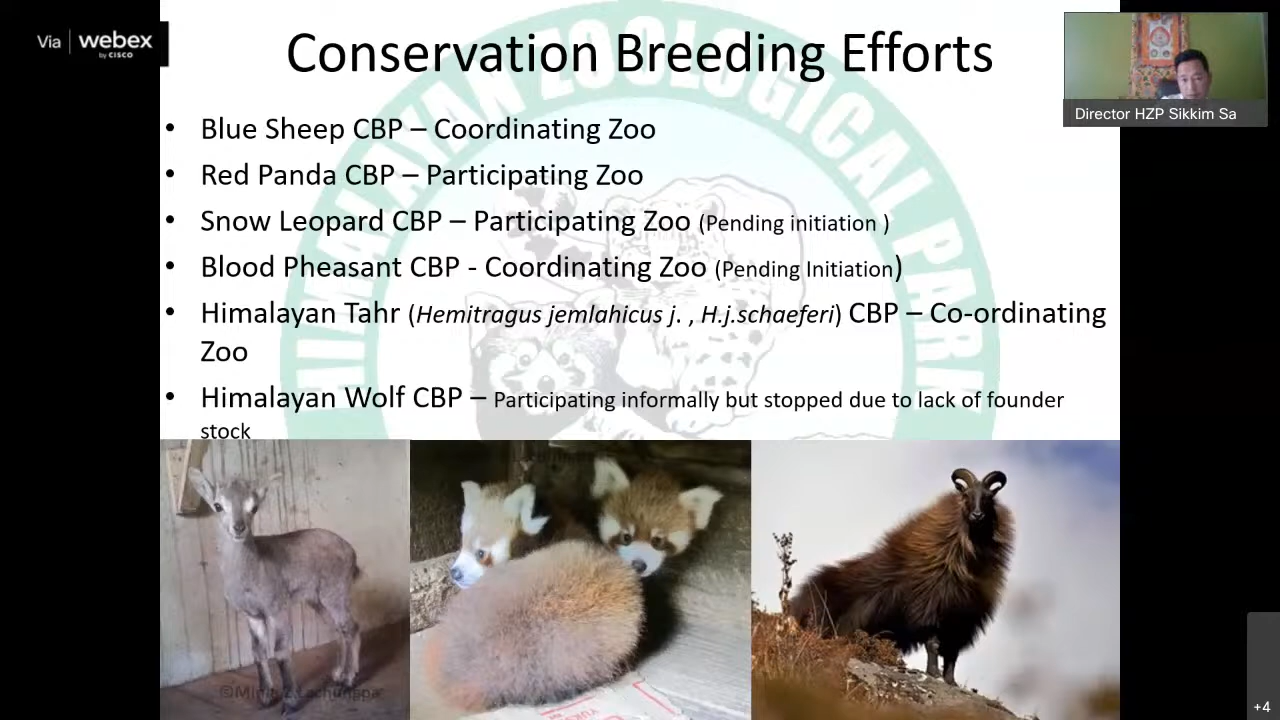 Via | webex
by CISCO
Conservation Breeding Efforts
Director HZP Sikkim Sa
• Blue Sheep CBP – Coordinating Zoo
• Red Panda CBP – Participating Zoo
• Snow Leopard CBP – Participating Zoo (Pending initiation )
• Blood Pheasant CBP - Coordinating Zoo (Pending Initiation)
• Himalayan Tahr (Hemitragus jemlahicus j. , H.j.schaeferi) CBP – Co-ordinating
Zoo
• Himalayan Wolf CBP – Participating informally but stopped due to lack of founder
stock
HIMALAYAN ZOOLOGICAL PARK
+4